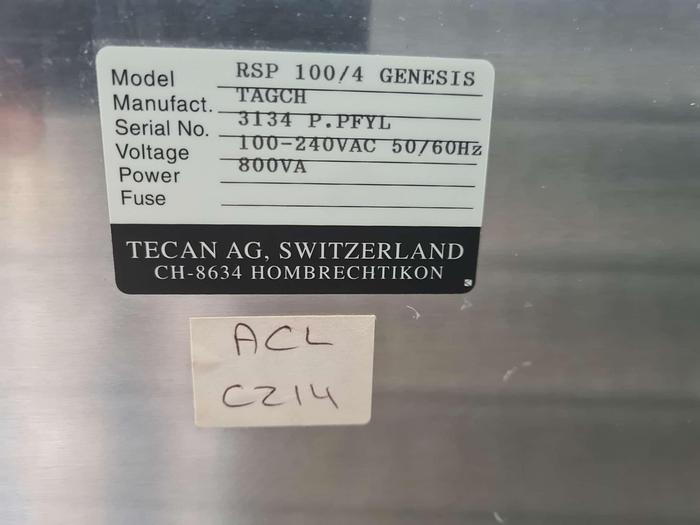 Model RSP 100/4 GENESIS
Manufact. TAGCH
Serial No. 3134 P.PFYL
Voltage 100-240VAC 50/60Hz
Power 800VA
Fuse
TECAN AG, SWITZERLAND
CH-8634 HOMBRECHTIKON
ACL
C214